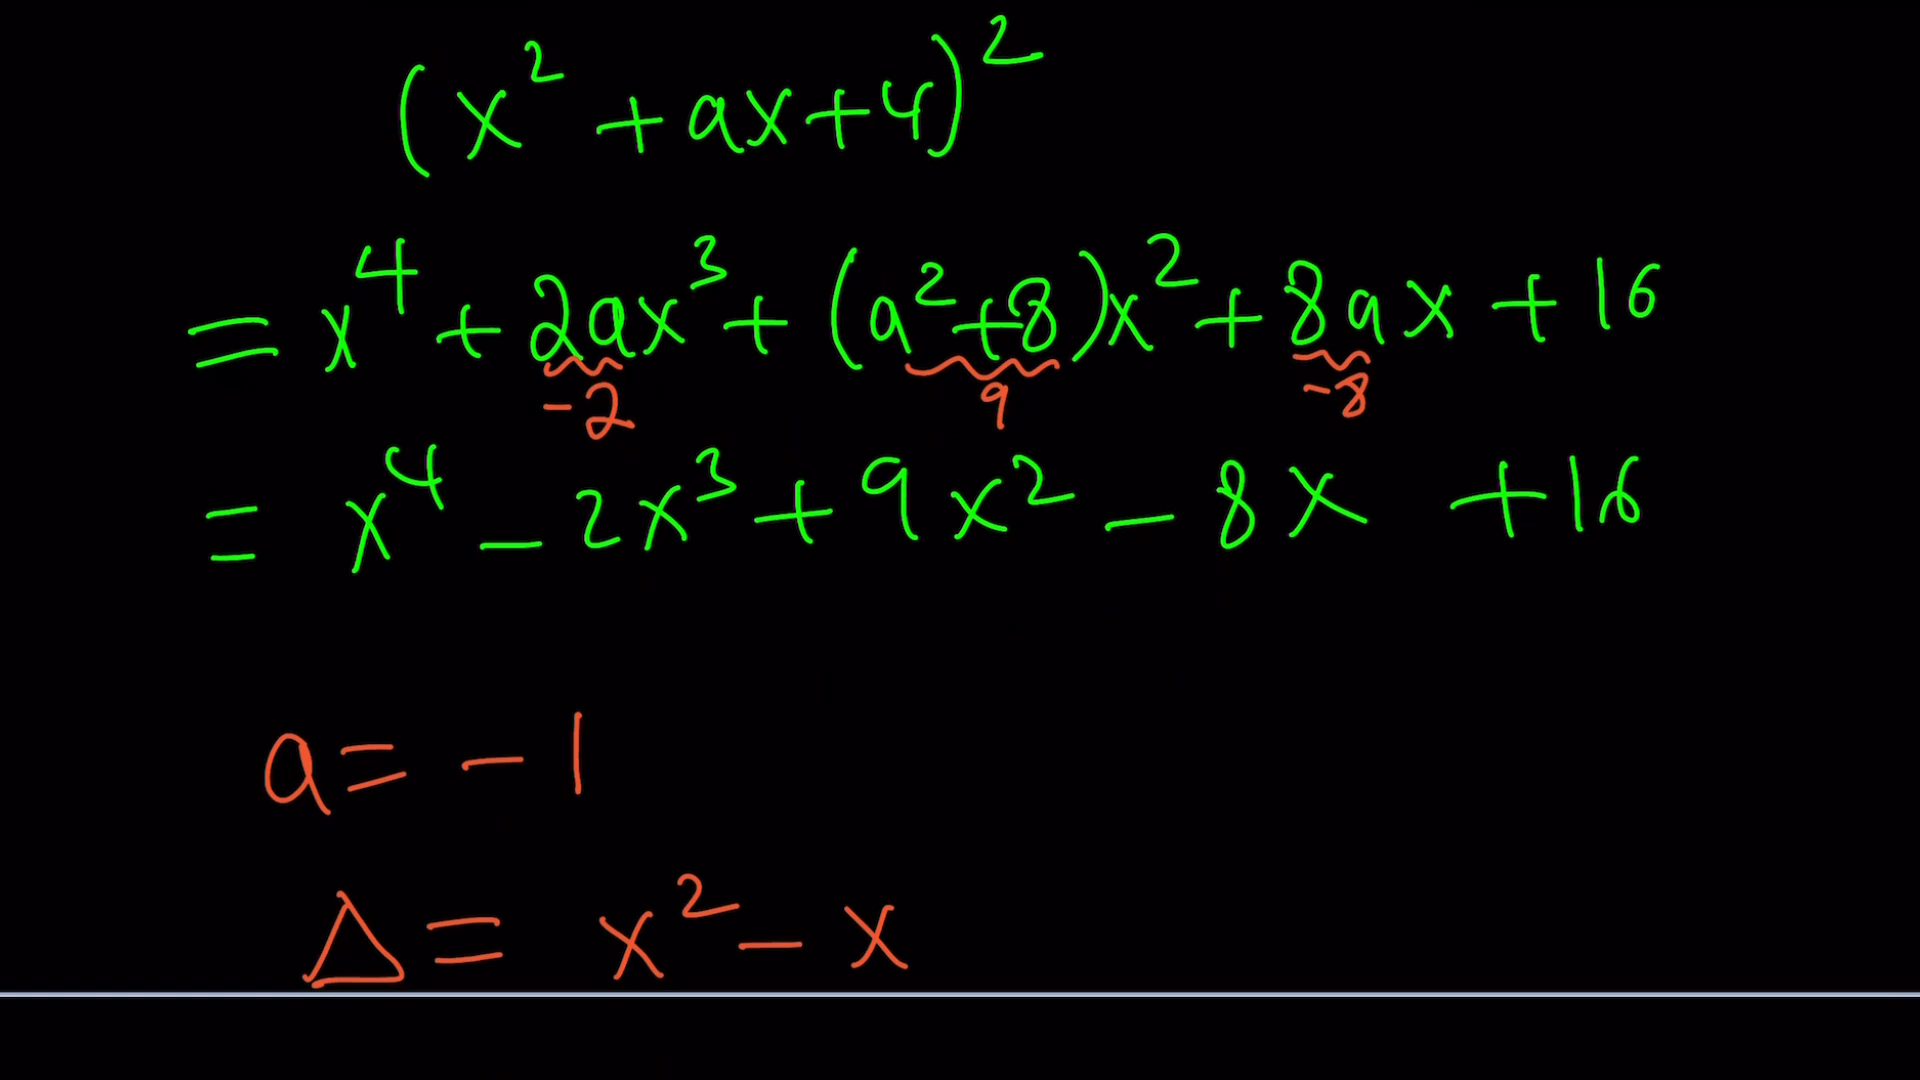 (x² + ax + 4)²
= x⁴ + 2ax³ + (a² + 8)x² + 8ax + 16
-2 9 -8
= x⁴ - 2x³ + 9x² - 8x + 16
a = - 1
Δ = x² - x